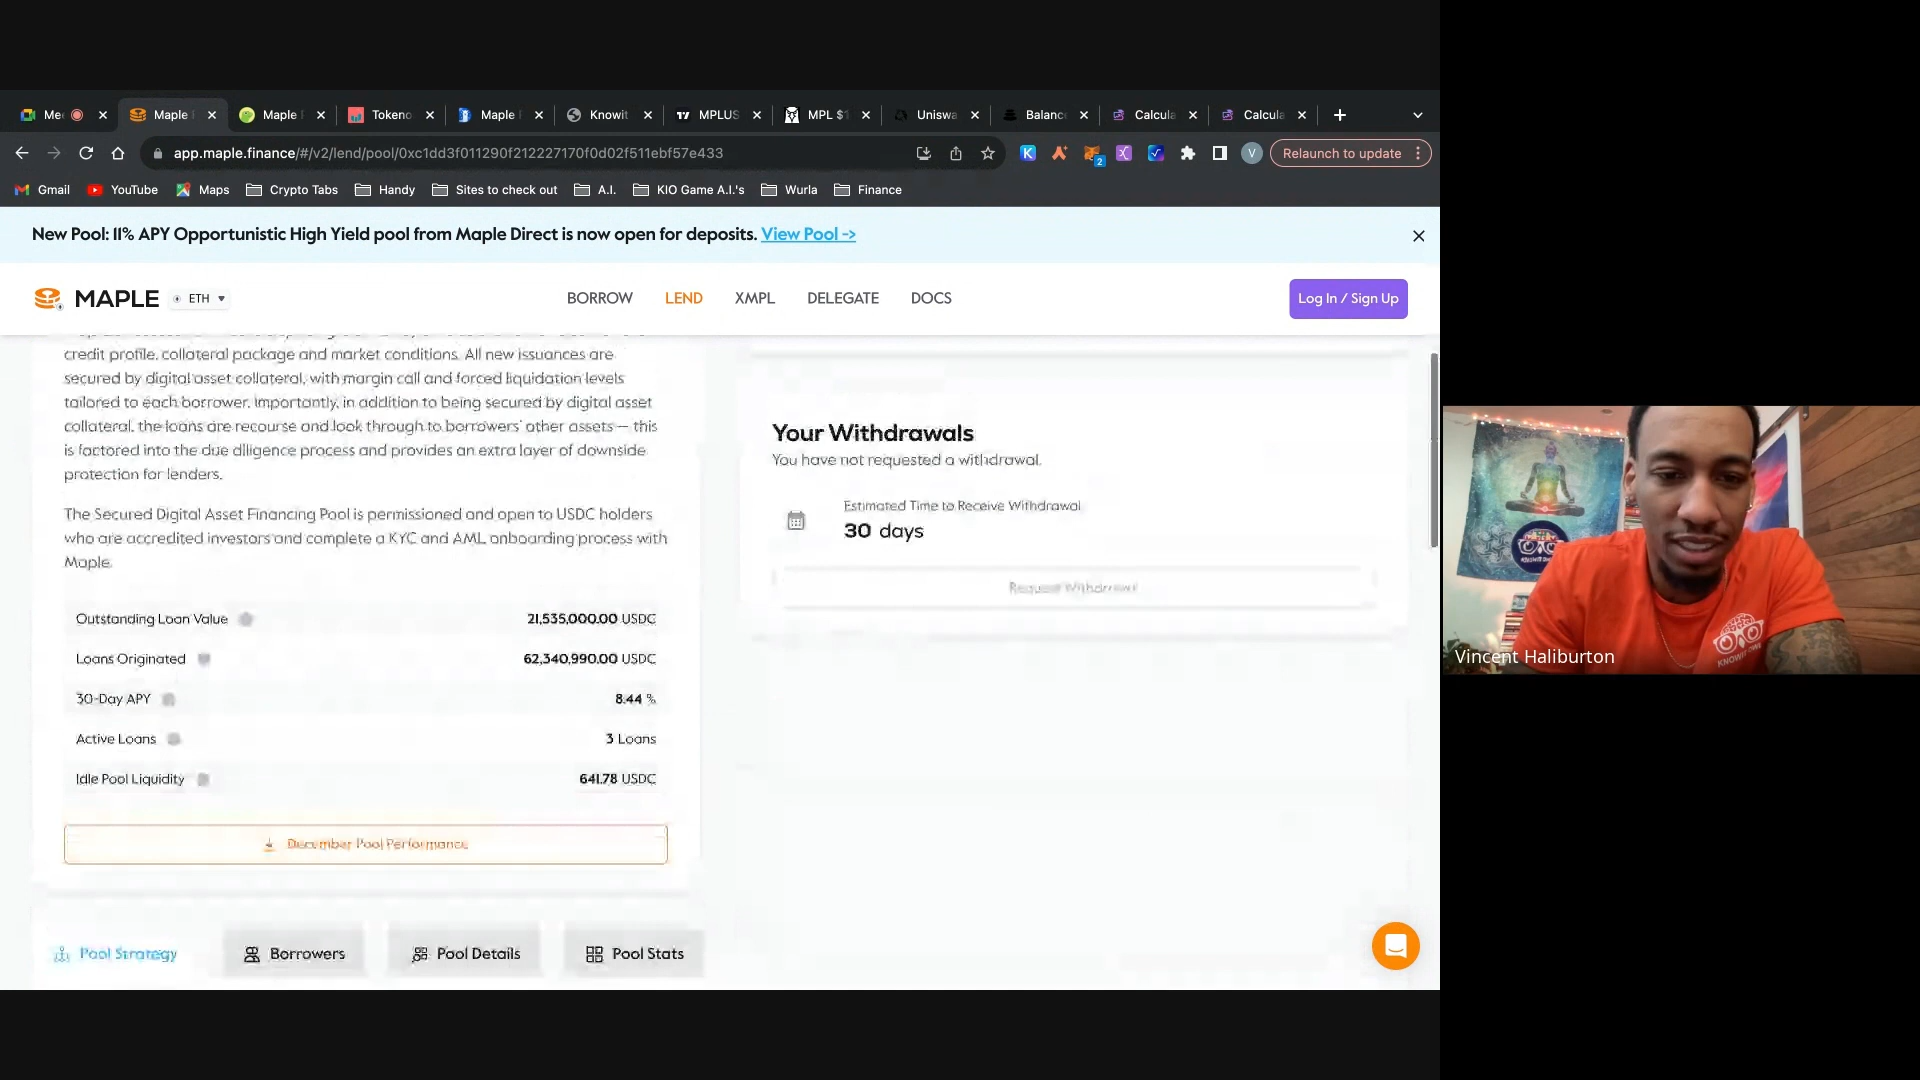 Me
Maple
Maple
Tokeno
Maple
Knowit
MPLUS
MPL $1
Uniswa
Balanc
Calcula
Calcula
app.maple.finance/#/v2/lend/pool/0xc1dd3f011290f212227170f0d02f511ebf57e433
2
V
Relaunch to update
Gmail
YouTube
Maps
Crypto Tabs
Handy
Sites to check out
A.I.
KIO Game A.I.'s
Wurla
Finance
New Pool: 11% APY Opportunistic High Yield pool from Maple Direct is now open for deposits. View Pool ->
MAPLE
ETH
BORROW
LEND
XMPL
DELEGATE
DOCS
Log In / Sign Up
credit profile, collateral package and market conditions. All new issuances are
secured by digital asset collateral, with margin call and forced liquidation levels
tailored to each borrower. Importantly, in addition to being secured by digital asset
collateral, the loans are recourse and look through to borrowers' other assets — this
is factored into the due diligence process and provides an extra layer of downside
protection for lenders.
The Secured Digital Asset Financing Pool is permissioned and open to USDC holders
who are accredited investors and complete a KYC and AML onboarding process with
Maple.
Outstanding Loan Value 21,535,000.00 USDC
Loans Originated 62,340,990.00 USDC
30-Day APY 8.44 %
Active Loans 3 Loans
Idle Pool Liquidity 641.78 USDC
December Pool Performance
Pool Strategy
Borrowers
Pool Details
Pool Stats
Your Withdrawals
You have not requested a withdrawal.
Estimated Time to Receive Withdrawal
30 days
Request Withdrawal
Vincent Haliburton